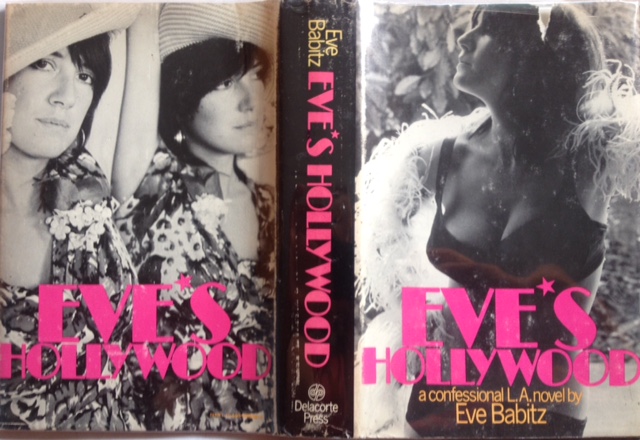 EVE'S
HOLLYWOOD
Eve
Babitz
EVE'S HOLLYWOOD
Delacorte
Press
EVE'S
HOLLYWOOD
a confessional L.A. novel by
Eve Babitz